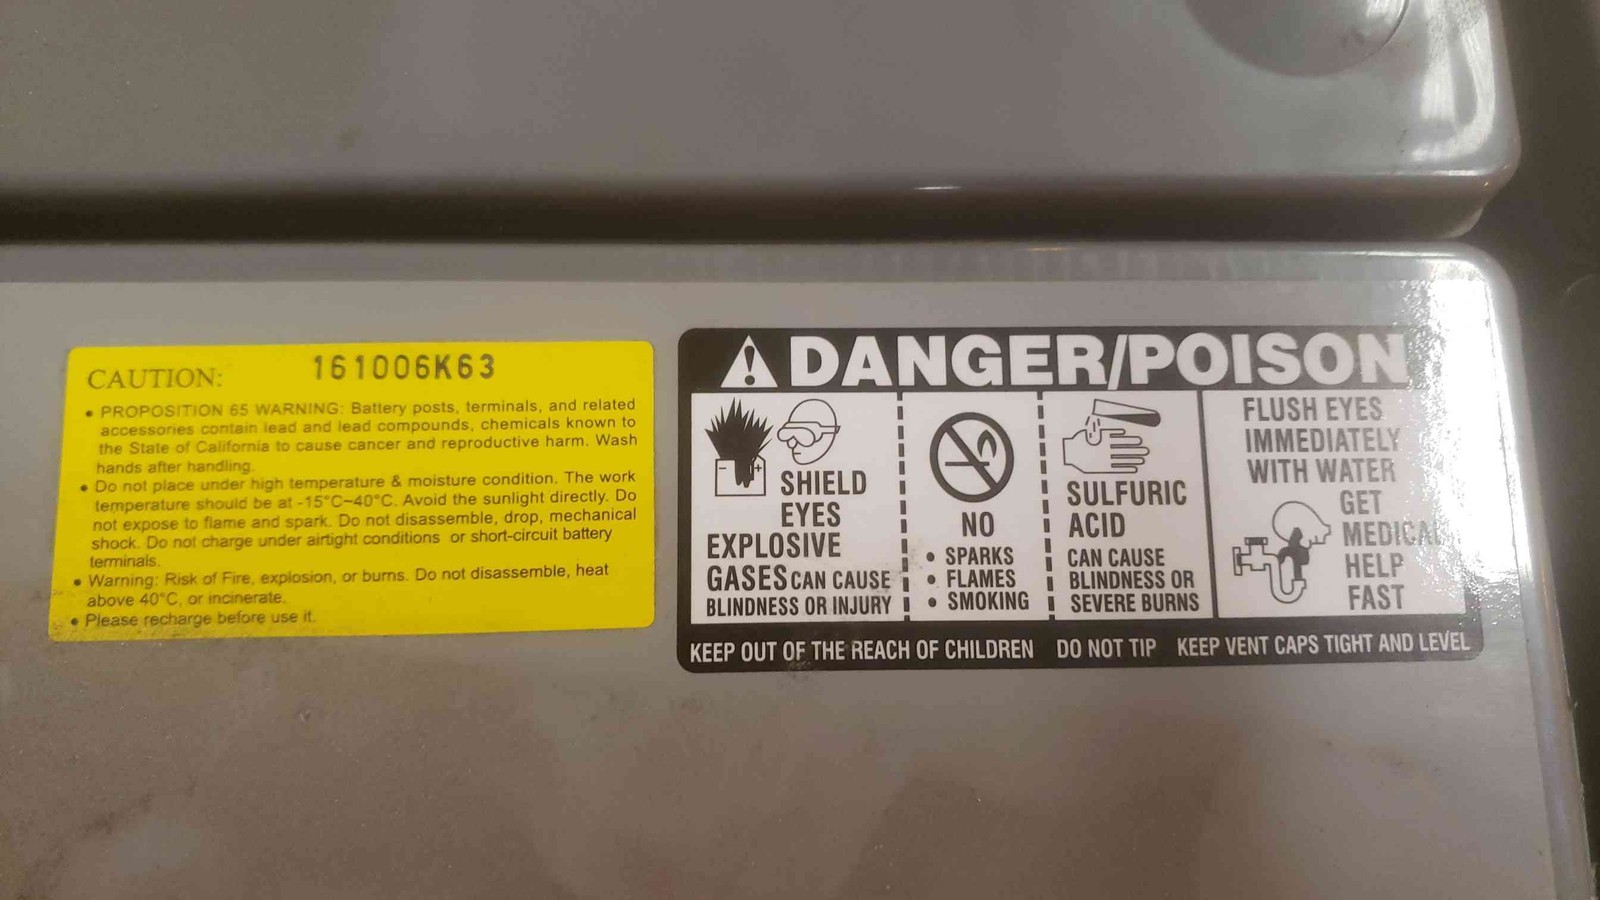 CAUTION: 161006K63
• PROPOSITION 65 WARNING: Battery posts, terminals, and related
accessories contain lead and lead compounds, chemicals known to
the State of California to cause cancer and reproductive harm. Wash
hands after handling.
• Do not place under high temperature & moisture condition. The work
temperature should be at -15°C~40°C. Avoid the sunlight directly. Do
not expose to flame and spark. Do not disassemble, drop, mechanical
shock. Do not charge under airtight conditions or short-circuit battery
terminals.
• Warning: Risk of Fire, explosion, or burns. Do not disassemble, heat
above 40°C, or incinerate.
• Please recharge before use it.
DANGER/POISON
SHIELD
EYES
EXPLOSIVE
GASES CAN CAUSE
BLINDNESS OR INJURY
NO
• SPARKS
• FLAMES
• SMOKING
SULFURIC
ACID
CAN CAUSE
BLINDNESS OR
SEVERE BURNS
FLUSH EYES
IMMEDIATELY
WITH WATER
GET
MEDICAL
HELP
FAST
KEEP OUT OF THE REACH OF CHILDREN DO NOT TIP KEEP VENT CAPS TIGHT AND LEVEL